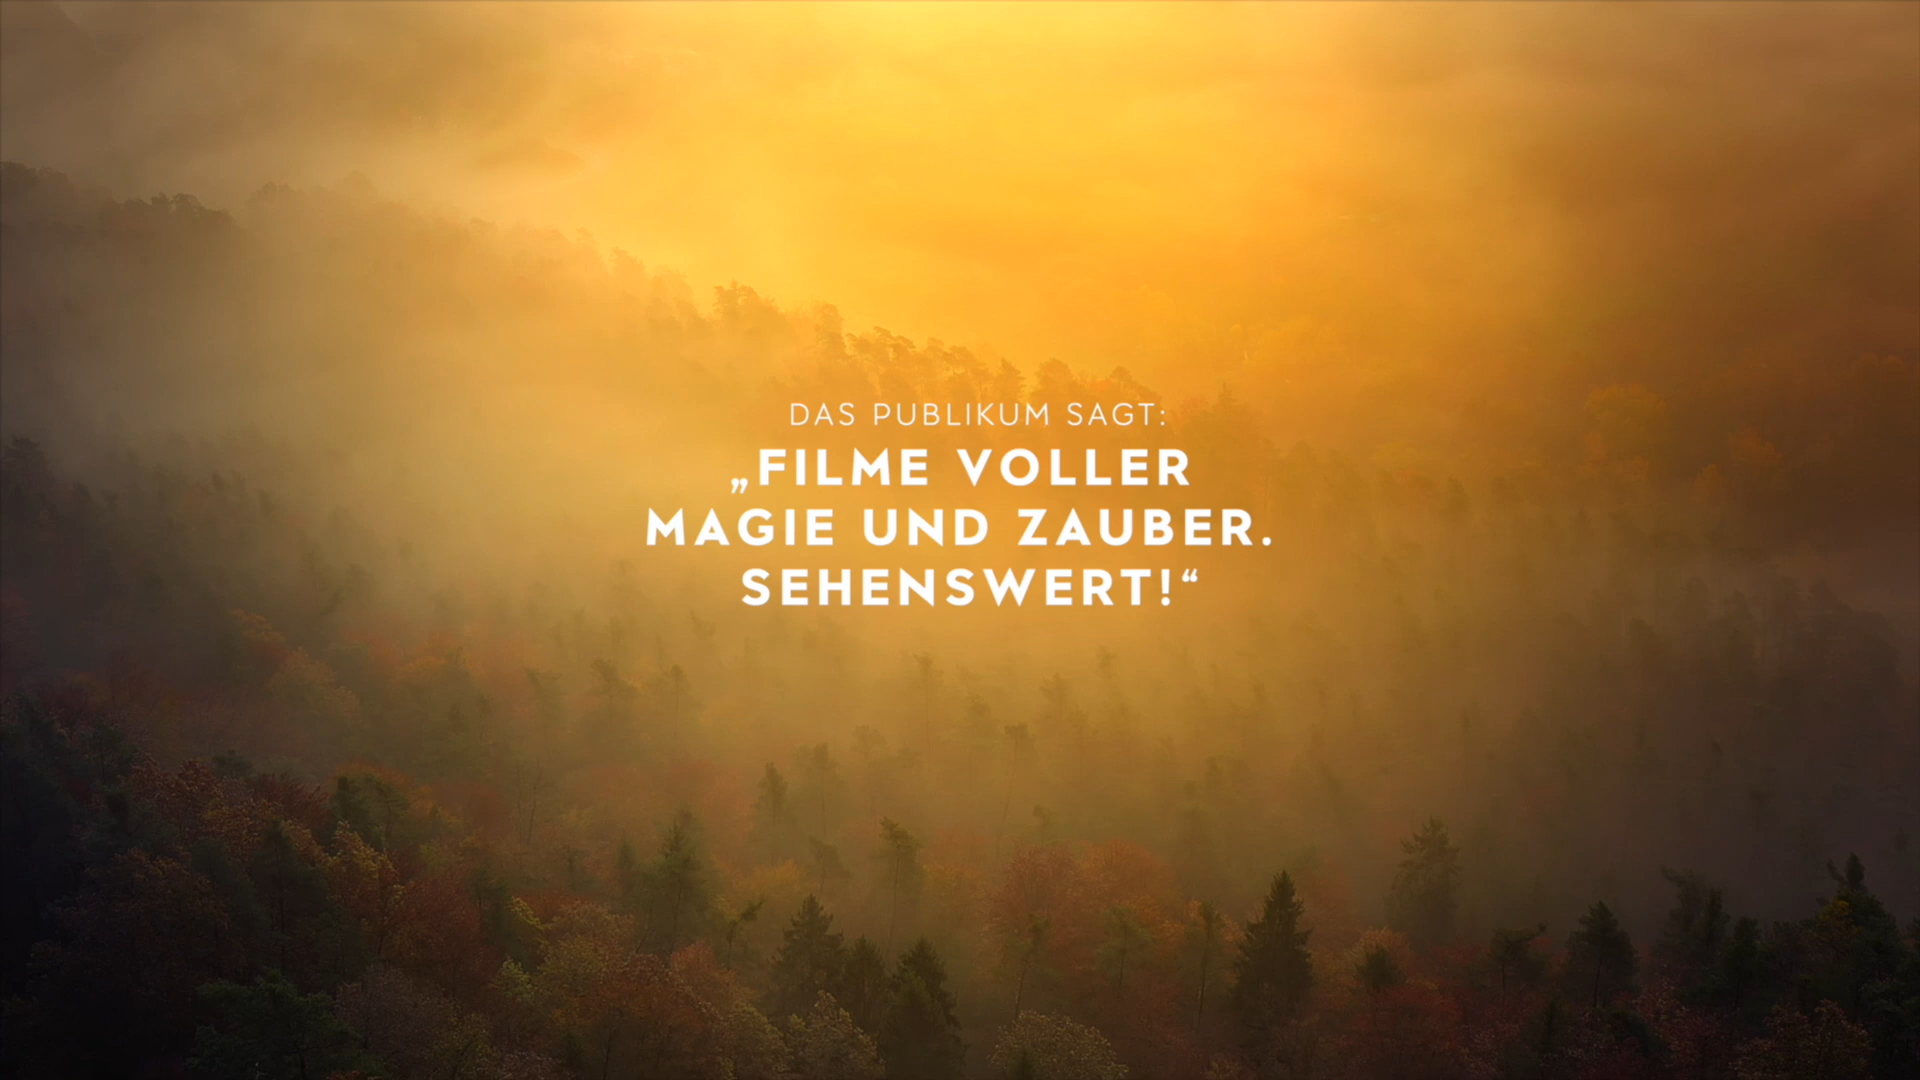 DAS PUBLIKUM SAGT:
„FILME VOLLER
MAGIE UND ZAUBER.
SEHENSWERT!“